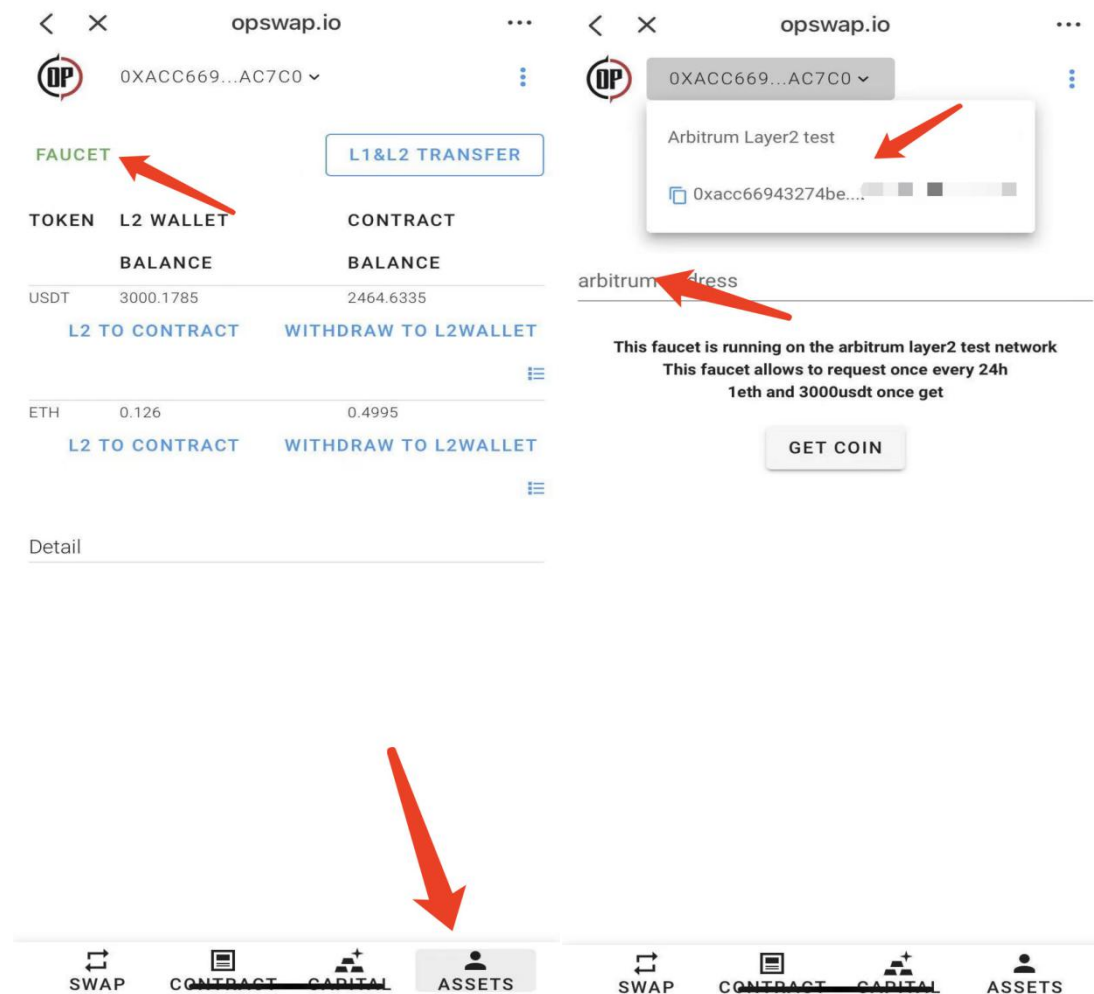 opswap.io
OP
0XACC669...AC7C0
FAUCET
L1&L2 TRANSFER
TOKEN L2 WALLET BALANCE CONTRACT BALANCE
USDT 3000.1785 2464.6335
L2 TO CONTRACT WITHDRAW TO L2WALLET
ETH 0.126 0.4995
L2 TO CONTRACT WITHDRAW TO L2WALLET
Detail
SWAP CONTRACT CAPITAL ASSETS
opswap.io
OP
0XACC669...AC7C0
Arbitrum Layer2 test
0xacc66943274be....
arbitrum
This faucet is running on the arbitrum layer2 test network
This faucet allows to request once every 24h
1eth and 3000usdt once get
GET COIN
SWAP CONTRACT CAPITAL ASSETS